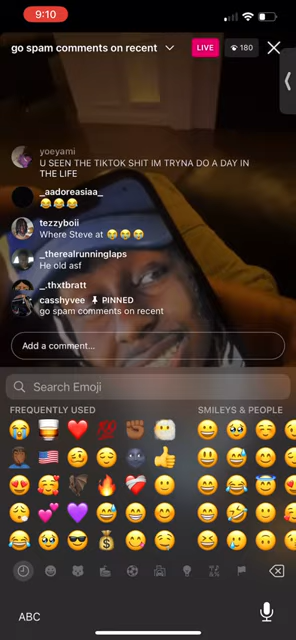 9:10
go spam comments on recent
LIVE
180
yoeyami
U SEEN THE TIKTOK SHIT IM TRYNA DO A DAY IN
THE LIFE
_aadoreasiaa_
😂😂😂
tezzyboii
Where Steve at 😂😂😂
_therealrunninglaps
He old asf
_.thxtbratt
casshyvee PINNED
go spam comments on recent
Add a comment...
Search Emoji
FREQUENTLY USED SMILEYS & PEOPLE
ABC